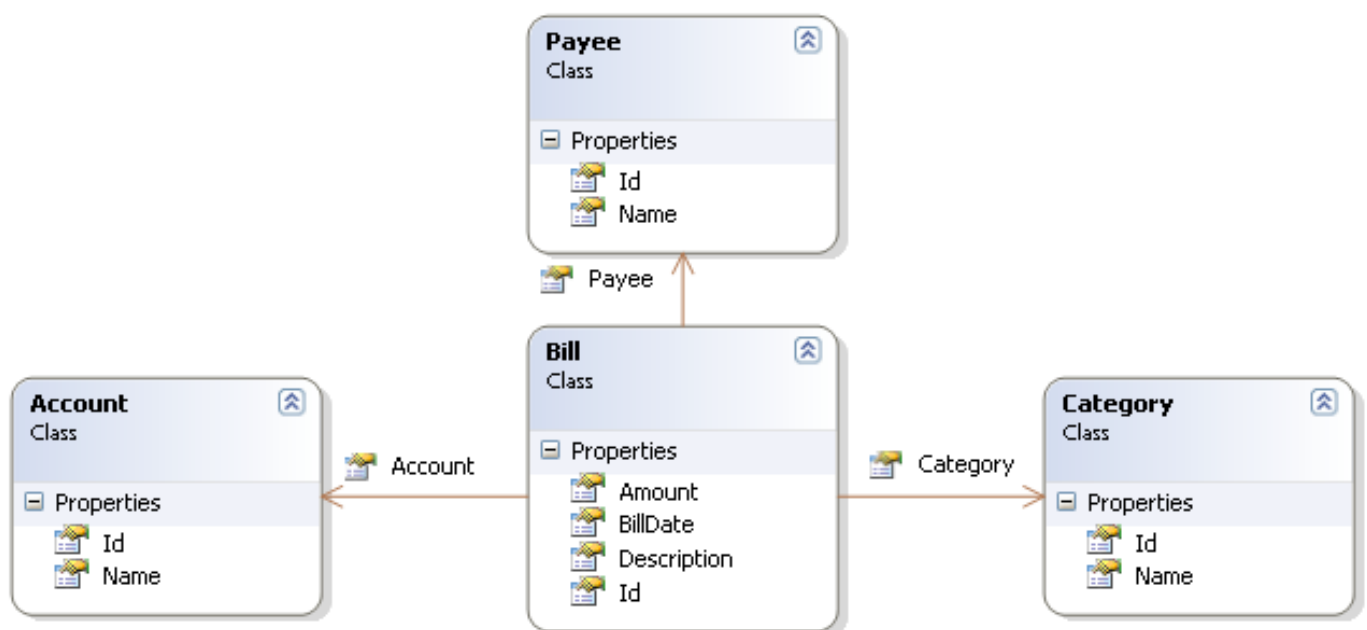 Payee
Class
Properties
Id
Name
Payee
Bill
Class
Properties
Amount
BillDate
Description
Id
Account
Class
Properties
Id
Name
Account
Category
Category
Class
Properties
Id
Name